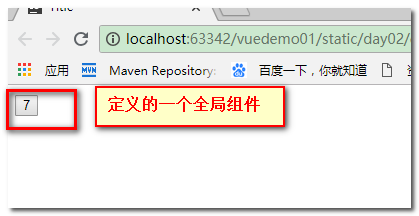 Title
localhost:63342/vuedemo01/static/day02/
应用 Maven Repository: 百度一下，你就知道
7 定义的一个全局组件